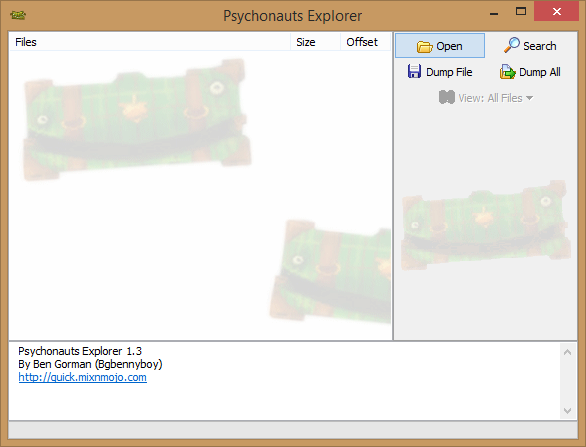 Psychonauts Explorer
Files Size Offset
Open Search
Dump File Dump All
View: All Files
Psychonauts Explorer 1.3
By Ben Gorman (Bgbennyboy)
http://quick.mixnmojo.com